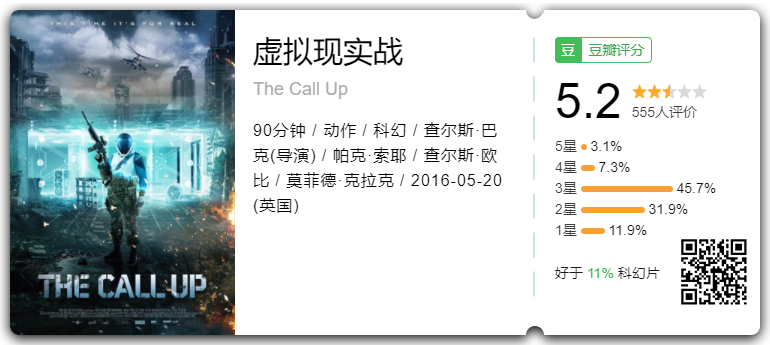 THIS TIME IT'S FOR REAL
THE CALL UP
虚拟现实战
The Call Up
90分钟 / 动作 / 科幻 / 查尔斯·巴
克(导演) / 帕克·索耶 / 查尔斯·欧
比 / 莫菲德·克拉克 / 2016-05-20
(英国)
豆 豆瓣评分
5.2
555人评价
5星 3.1%
4星 7.3%
3星 45.7%
2星 31.9%
1星 11.9%
好于 11% 科幻片